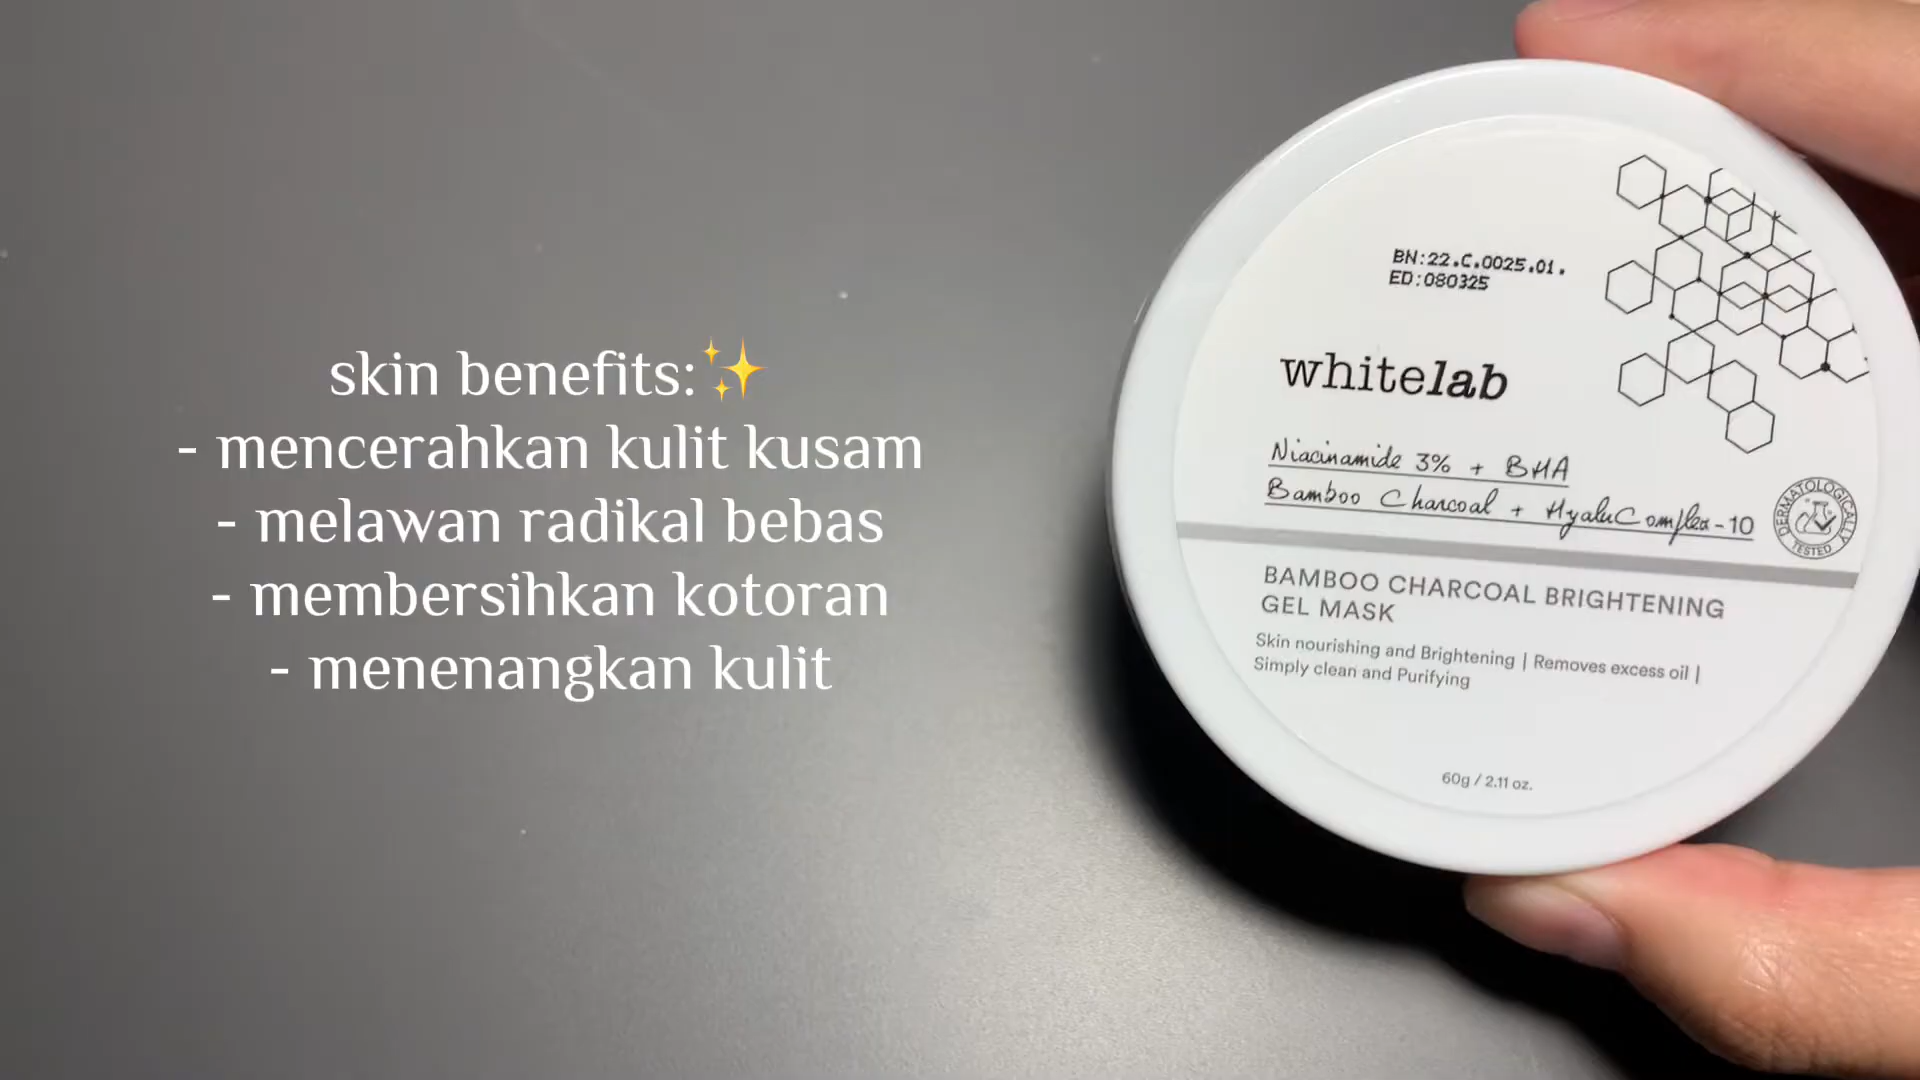 skin benefits:✨
- mencerahkan kulit kusam
- melawan radikal bebas
- membersihkan kotoran
- menenangkan kulit
BN:22.C.0025.01.
ED:080325
whitelab
Niacinamide 3% + BHA
Bamboo Charcoal + HyaluComplex-10
DERMATOLOGICALLY
TESTED
BAMBOO CHARCOAL BRIGHTENING
GEL MASK
Skin nourishing and Brightening | Removes excess oil |
Simply clean and Purifying
60g / 2.11 oz.